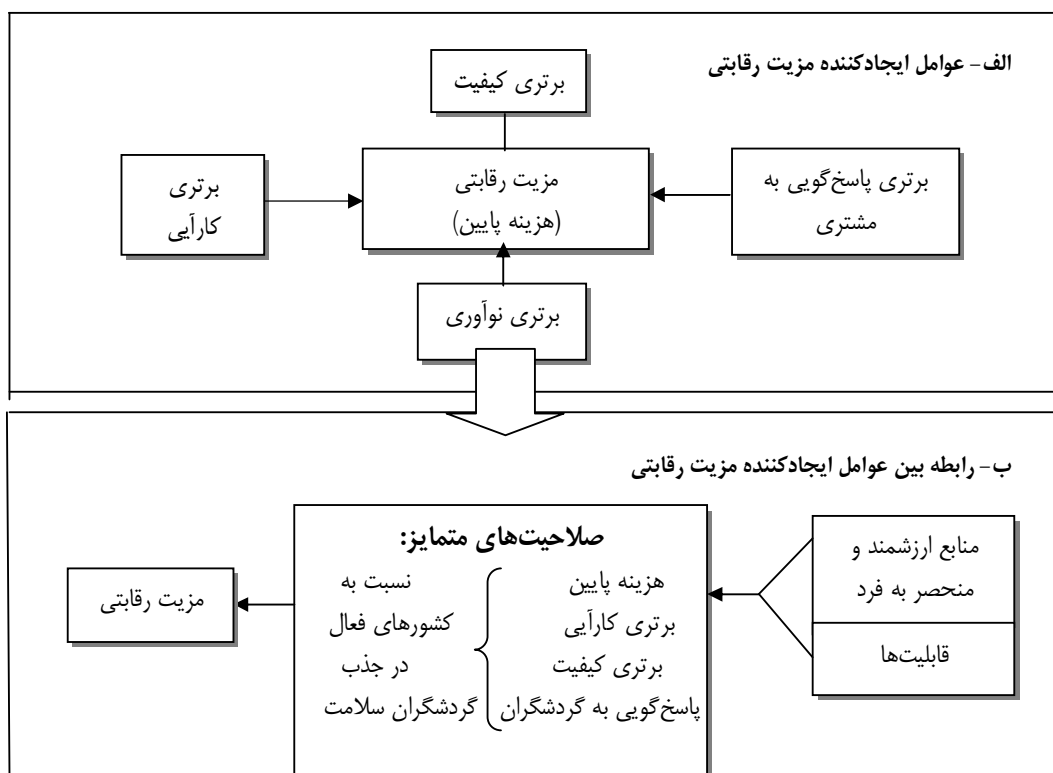 الف- عوامل ایجادکننده مزیت رقابتی
برتری کیفیت
برتری پاسخ‌گویی به
مشتری
مزیت رقابتی
(هزینه پایین)
برتری
کارآیی
برتری نوآوری
ب- رابطه بین عوامل ایجادکننده مزیت رقابتی
منابع ارزشمند و
منحصر به فرد
قابلیت‌ها
صلاحیت‌های متمایز:
هزینه پایین
برتری کارآیی
برتری کیفیت
پاسخ‌گویی به گردشگران
نسبت به
کشورهای فعال
در جذب
گردشگران سلامت
مزیت رقابتی